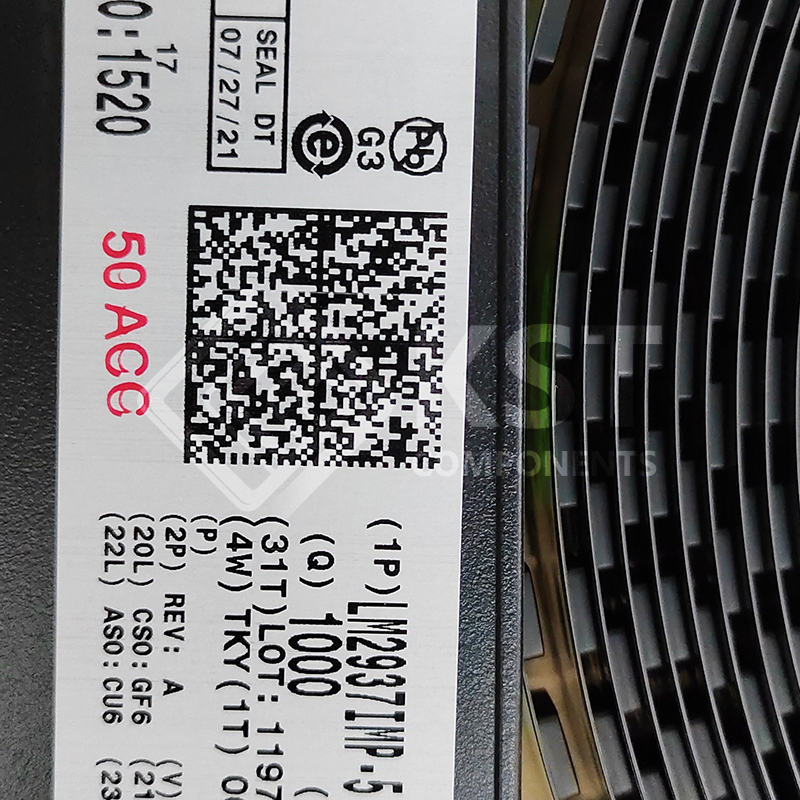 O:1520
17
SEAL DT
07/27/21
G3
Pb
e
50 ACC
KST
COMPONENTS
(1P)LM2937IMP-5
(Q) 1000 (
(31T)LOT: 1197
(4W) TKY(1T) 0
(P)
(2P) REV: A (V)
(20L) CSO:GF6 (21
(22L) ASO:CU6 (23